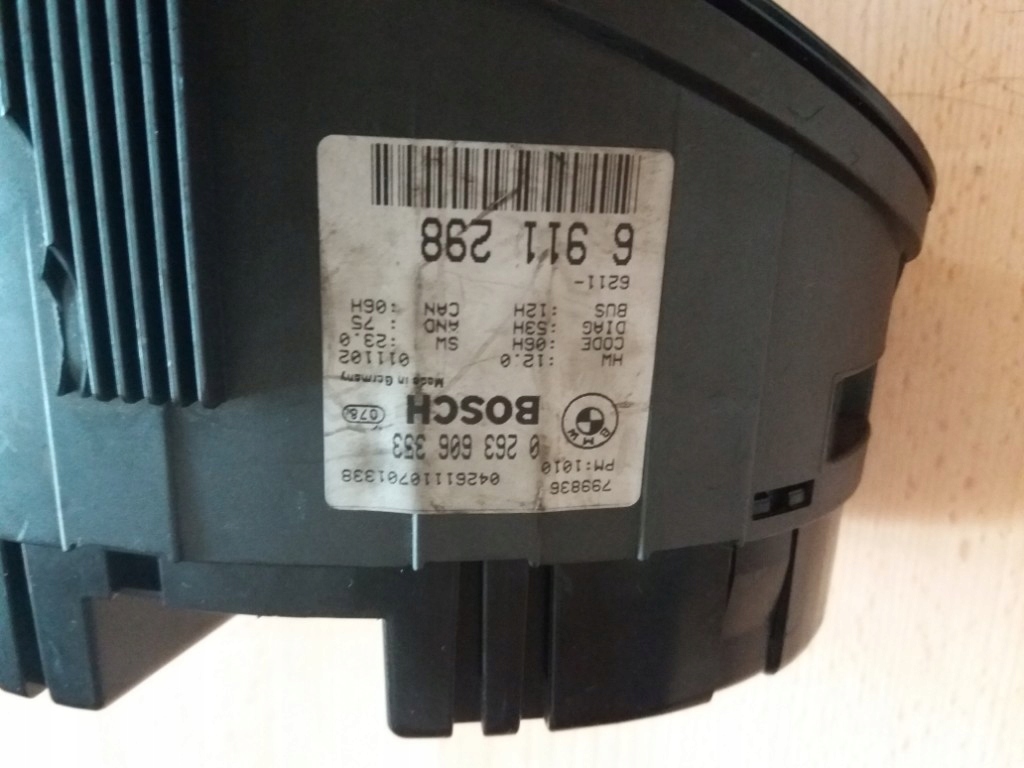 799836 04261110701338
PM:1010
0 263 606 353
BMW BOSCH 078
Made in Germany
HW :12.0 011102
CODE :06H SW :23.0
DIAG :53H AND : 75
BUS :12H CAN :06H
6211-
6 911 298